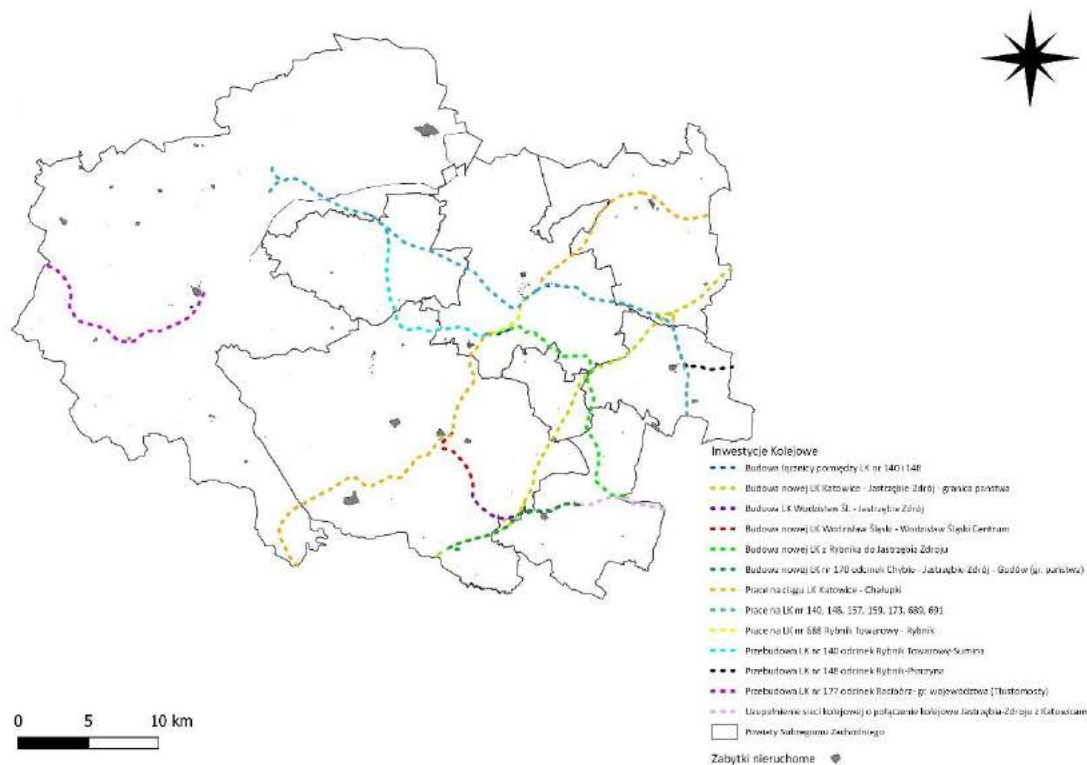 Inwestycje Kolejowe
Budowa łącznicy pomiędzy LK nr 140 i 148
Budowa nowej LK Katowice - Jastrzębie-Zdrój - granica państwa
Budowa LK Wodzisław Śl. - Jastrzębie Zdrój
Budowa nowej LK Wodzisław Śląski - Wodzisław Śląski Centrum
Budowa nowej LK z Rybnika do Jastrzębia Zdroju
Budowa nowej LK nr 170 odcinek Chybie - Jastrzębie-Zdrój - Godów (gr. państwa)
Prace na ciągu LK Katowice - Chałupki
Prace na LK nr 140, 148, 157, 159, 173, 689, 691
Prace na LK nr 688 Rybnik Towarowy - Rybnik
Przebudowa LK nr 140 odcinek Rybnik Towarowy-Sumina
Przebudowa LK nr 148 odcinek Rybnik-Pszczyna
Przebudowa LK nr 177 odcinek Racibórz- gr. województwa (Tłustomosty)
Uzupełnienie sieci kolejowej o połączenie kolejowe Jastrzębia-Zdroju z Katowicam
Powiaty Subregionu Zachodniego
Zabytki nieruchome
0 5 10 km